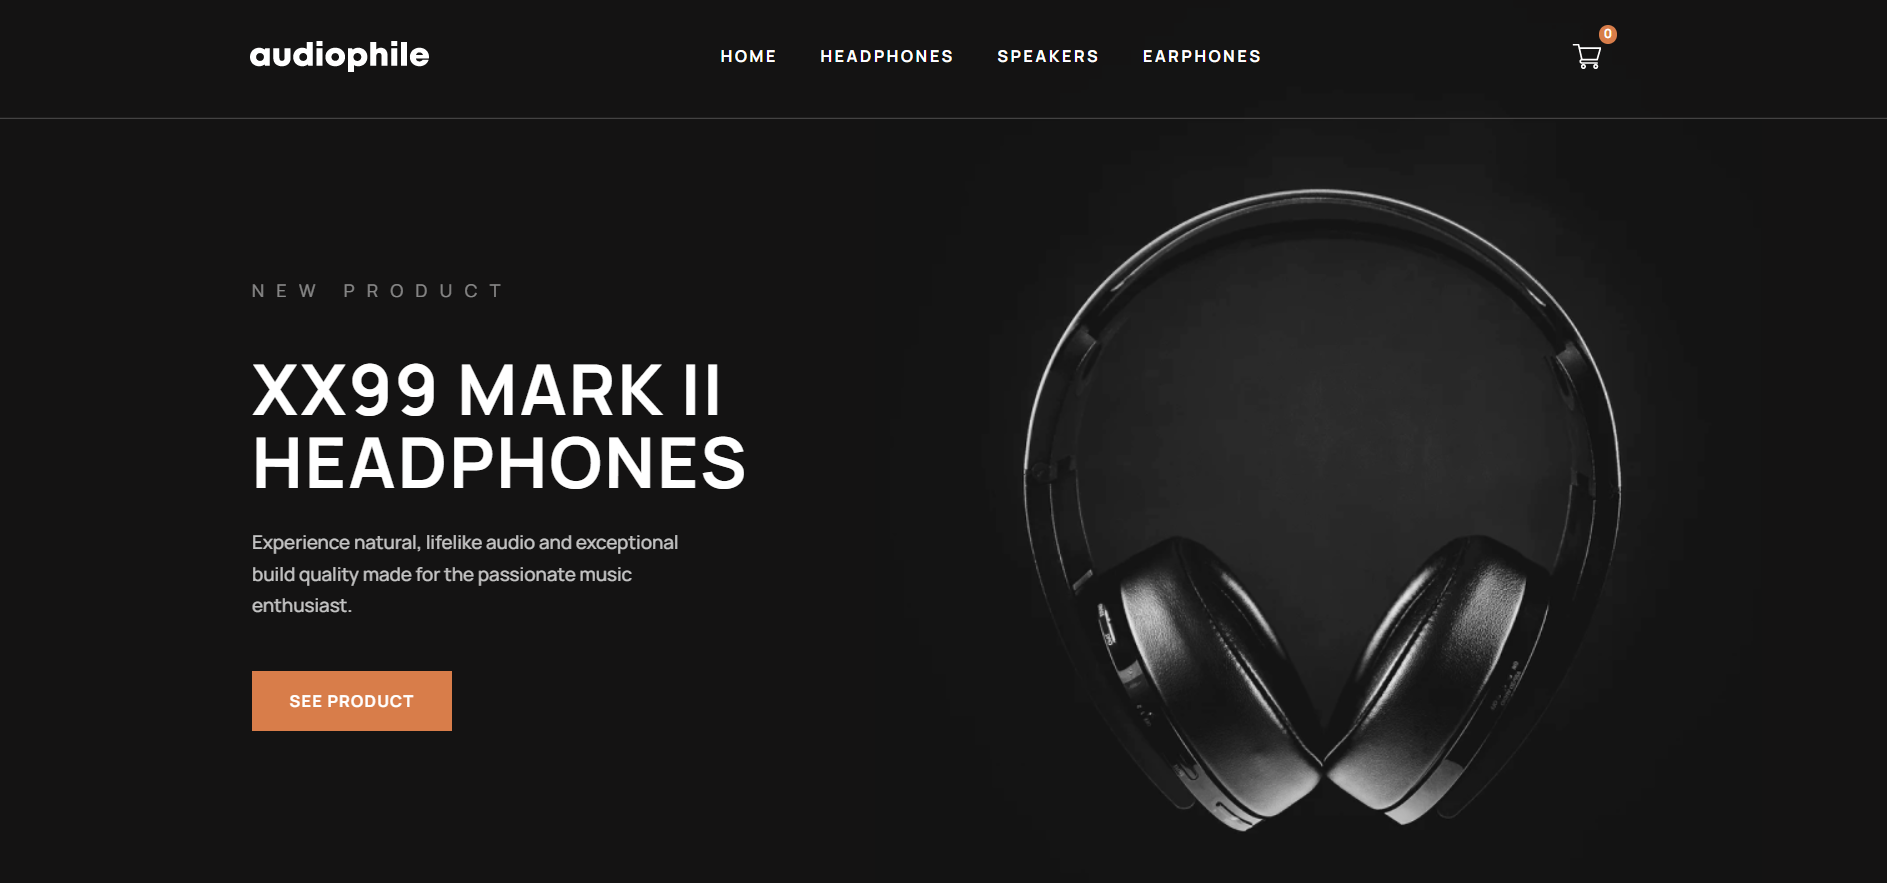 audiophile
HOME HEADPHONES SPEAKERS EARPHONES
0
NEW PRODUCT
XX99 MARK II
HEADPHONES
Experience natural, lifelike audio and exceptional
build quality made for the passionate music
enthusiast.
SEE PRODUCT